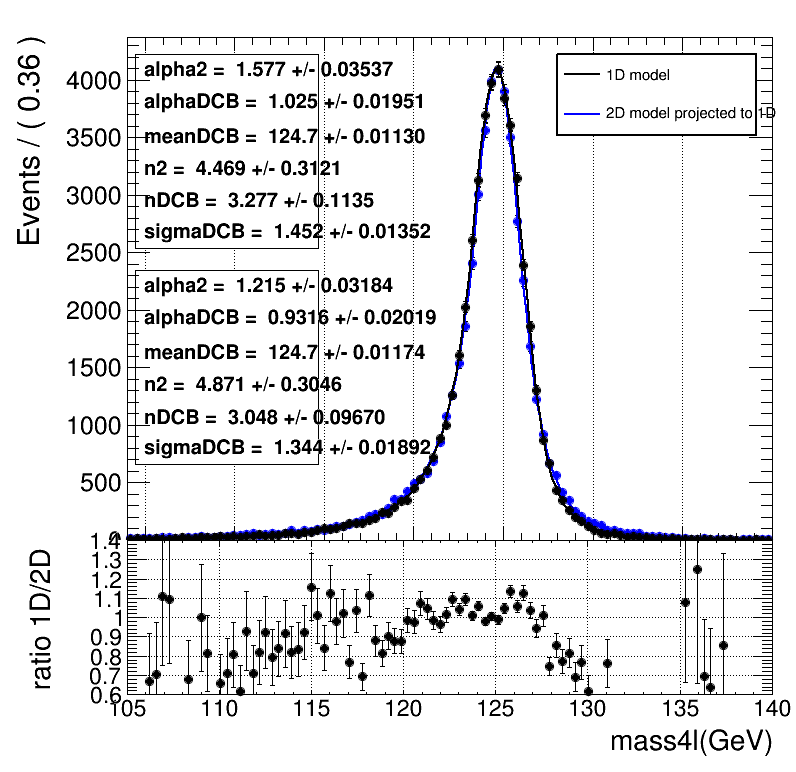 Events / ( 0.36 )
4000
3500
3000
2500
2000
1500
1000
500
0
alpha2 = 1.577 +/- 0.03537
alphaDCB = 1.025 +/- 0.01951
meanDCB = 124.7 +/- 0.01130
n2 = 4.469 +/- 0.3121
nDCB = 3.277 +/- 0.1135
sigmaDCB = 1.452 +/- 0.01352
alpha2 = 1.215 +/- 0.03184
alphaDCB = 0.9316 +/- 0.02019
meanDCB = 124.7 +/- 0.01174
n2 = 4.871 +/- 0.3046
nDCB = 3.048 +/- 0.09670
sigmaDCB = 1.344 +/- 0.01892
1D model
2D model projected to 1D
ratio 1D/2D
1.4
1.3
1.2
1.1
1
0.9
0.8
0.7
0.6
105 110 115 120 125 130 135 140
mass4l(GeV)